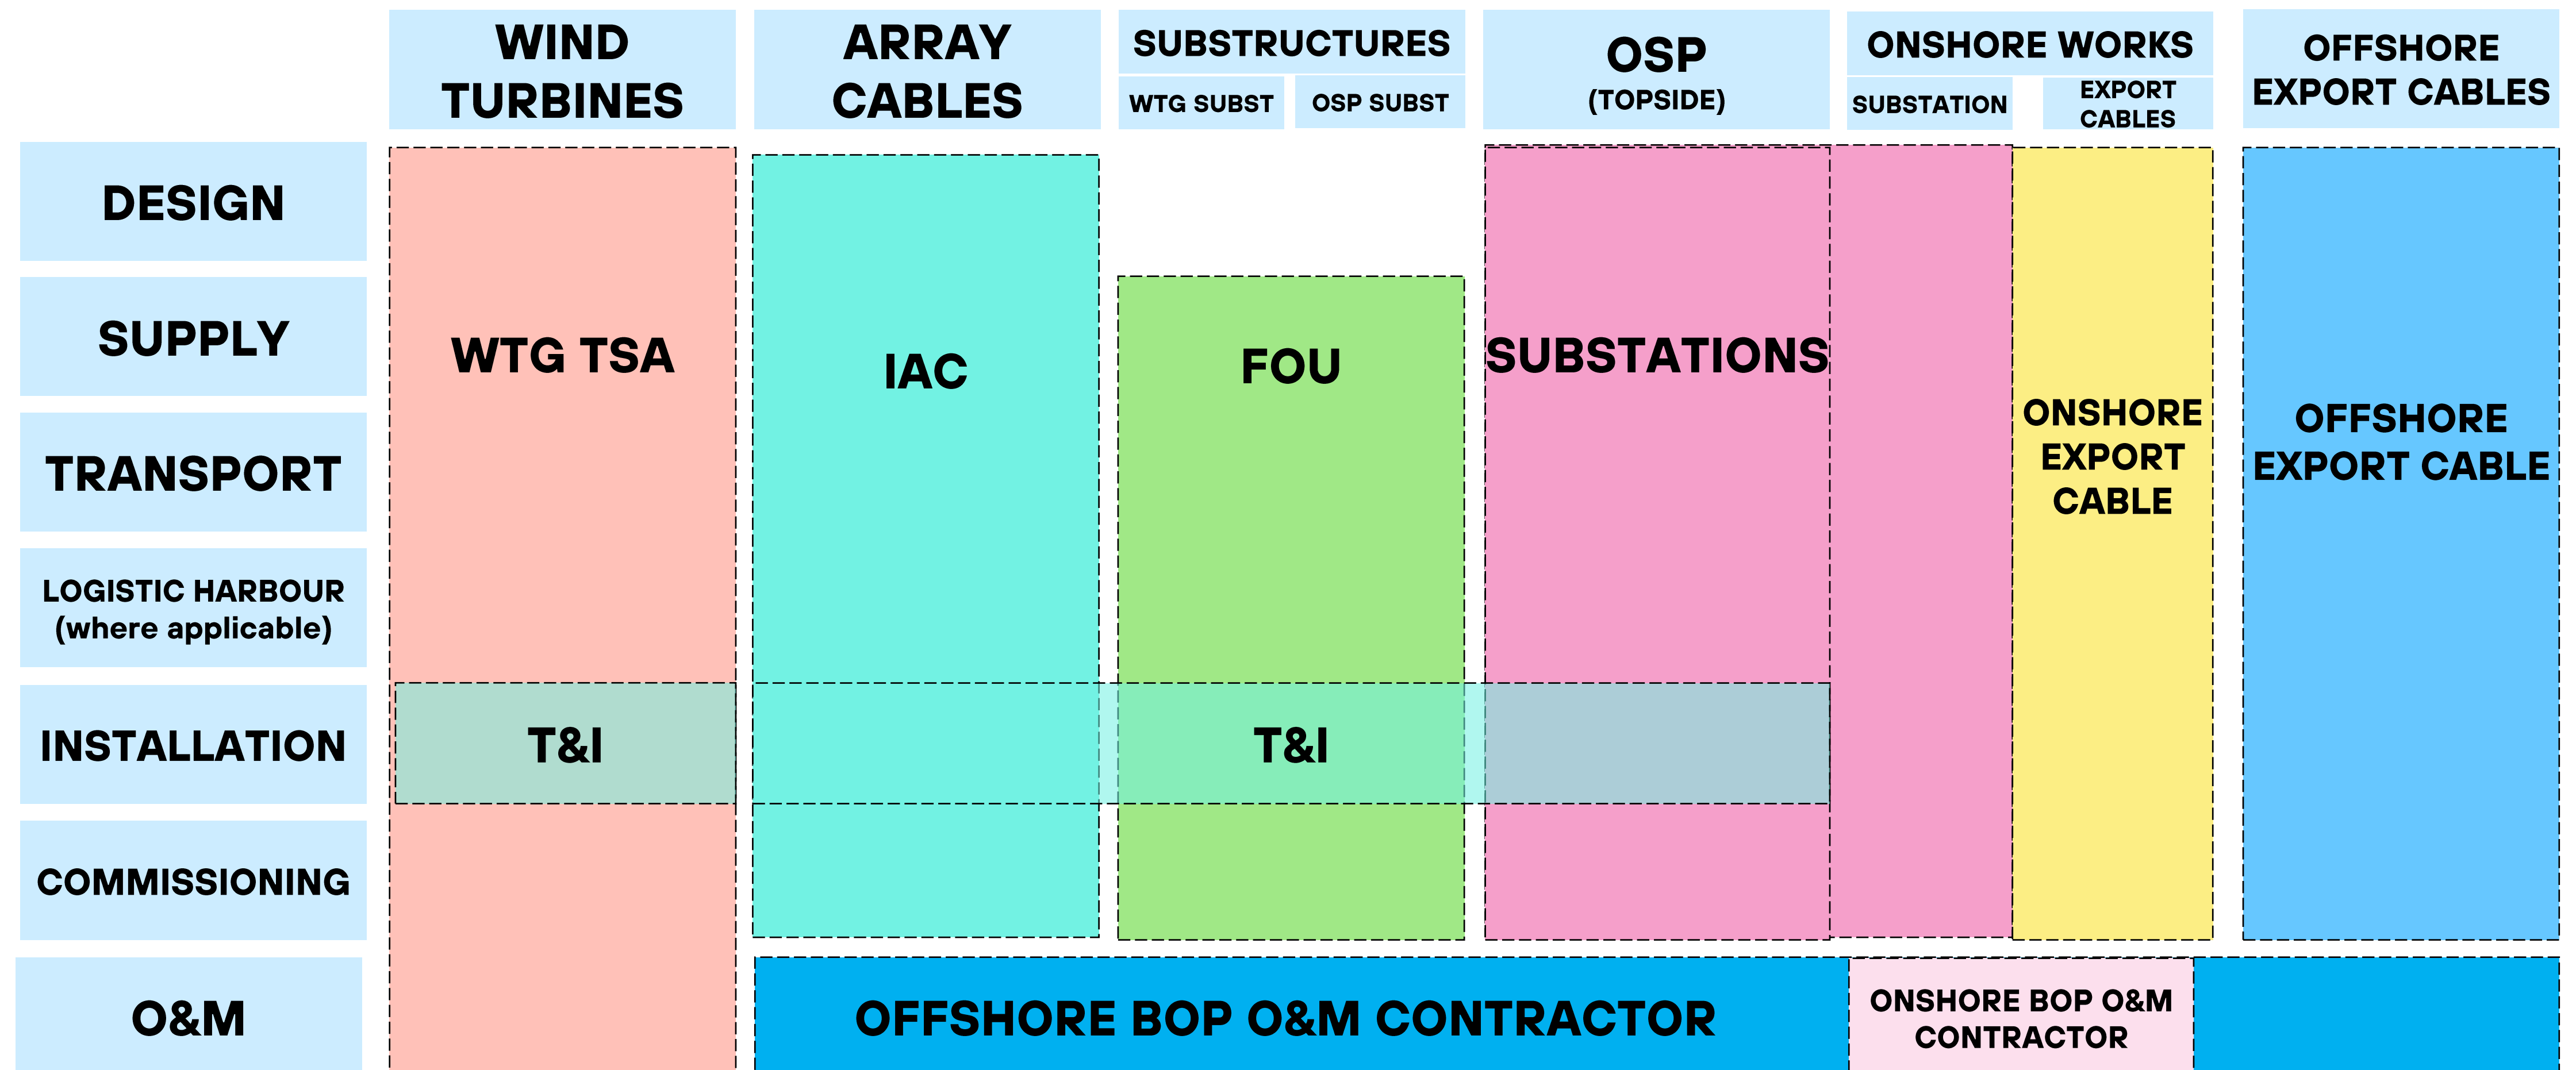 WIND
TURBINES
ARRAY
CABLES
SUBSTRUCTURES
WTG SUBST
OSP SUBST
OSP
(TOPSIDE)
ONSHORE WORKS
SUBSTATION
EXPORT
CABLES
OFFSHORE
EXPORT CABLES
DESIGN
SUPPLY
WTG TSA
IAC
FOU
SUBSTATIONS
TRANSPORT
ONSHORE
EXPORT
CABLE
OFFSHORE
EXPORT CABLE
LOGISTIC HARBOUR
(where applicable)
INSTALLATION
T&I
T&I
COMMISSIONING
O&M
OFFSHORE BOP O&M CONTRACTOR
ONSHORE BOP O&M
CONTRACTOR